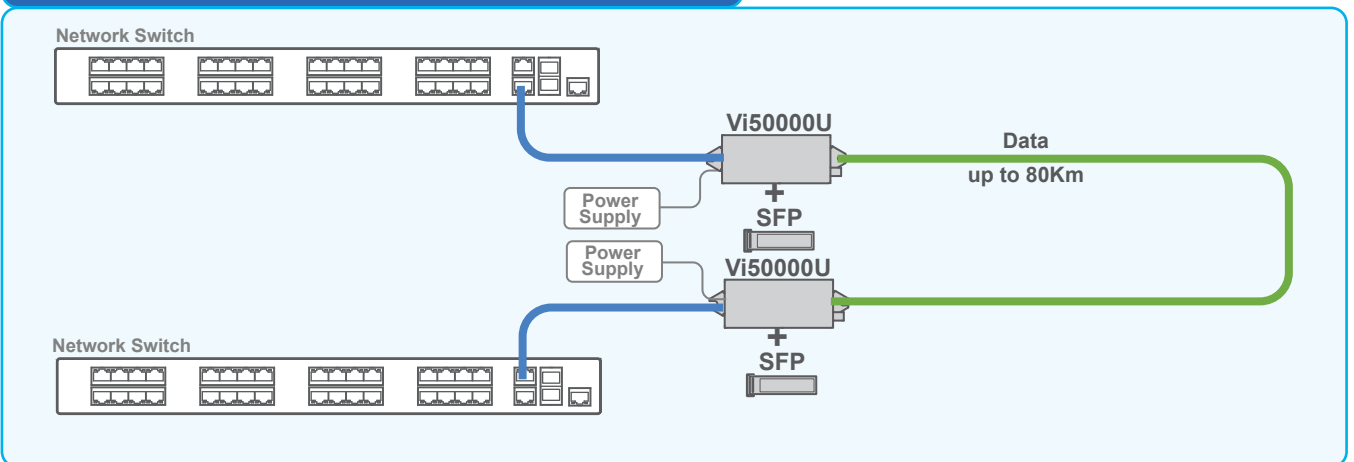 Network Switch
Vi50000U
Data
up to 80Km
Power
Supply
SFP
Power
Supply
Vi50000U
Network Switch
SFP